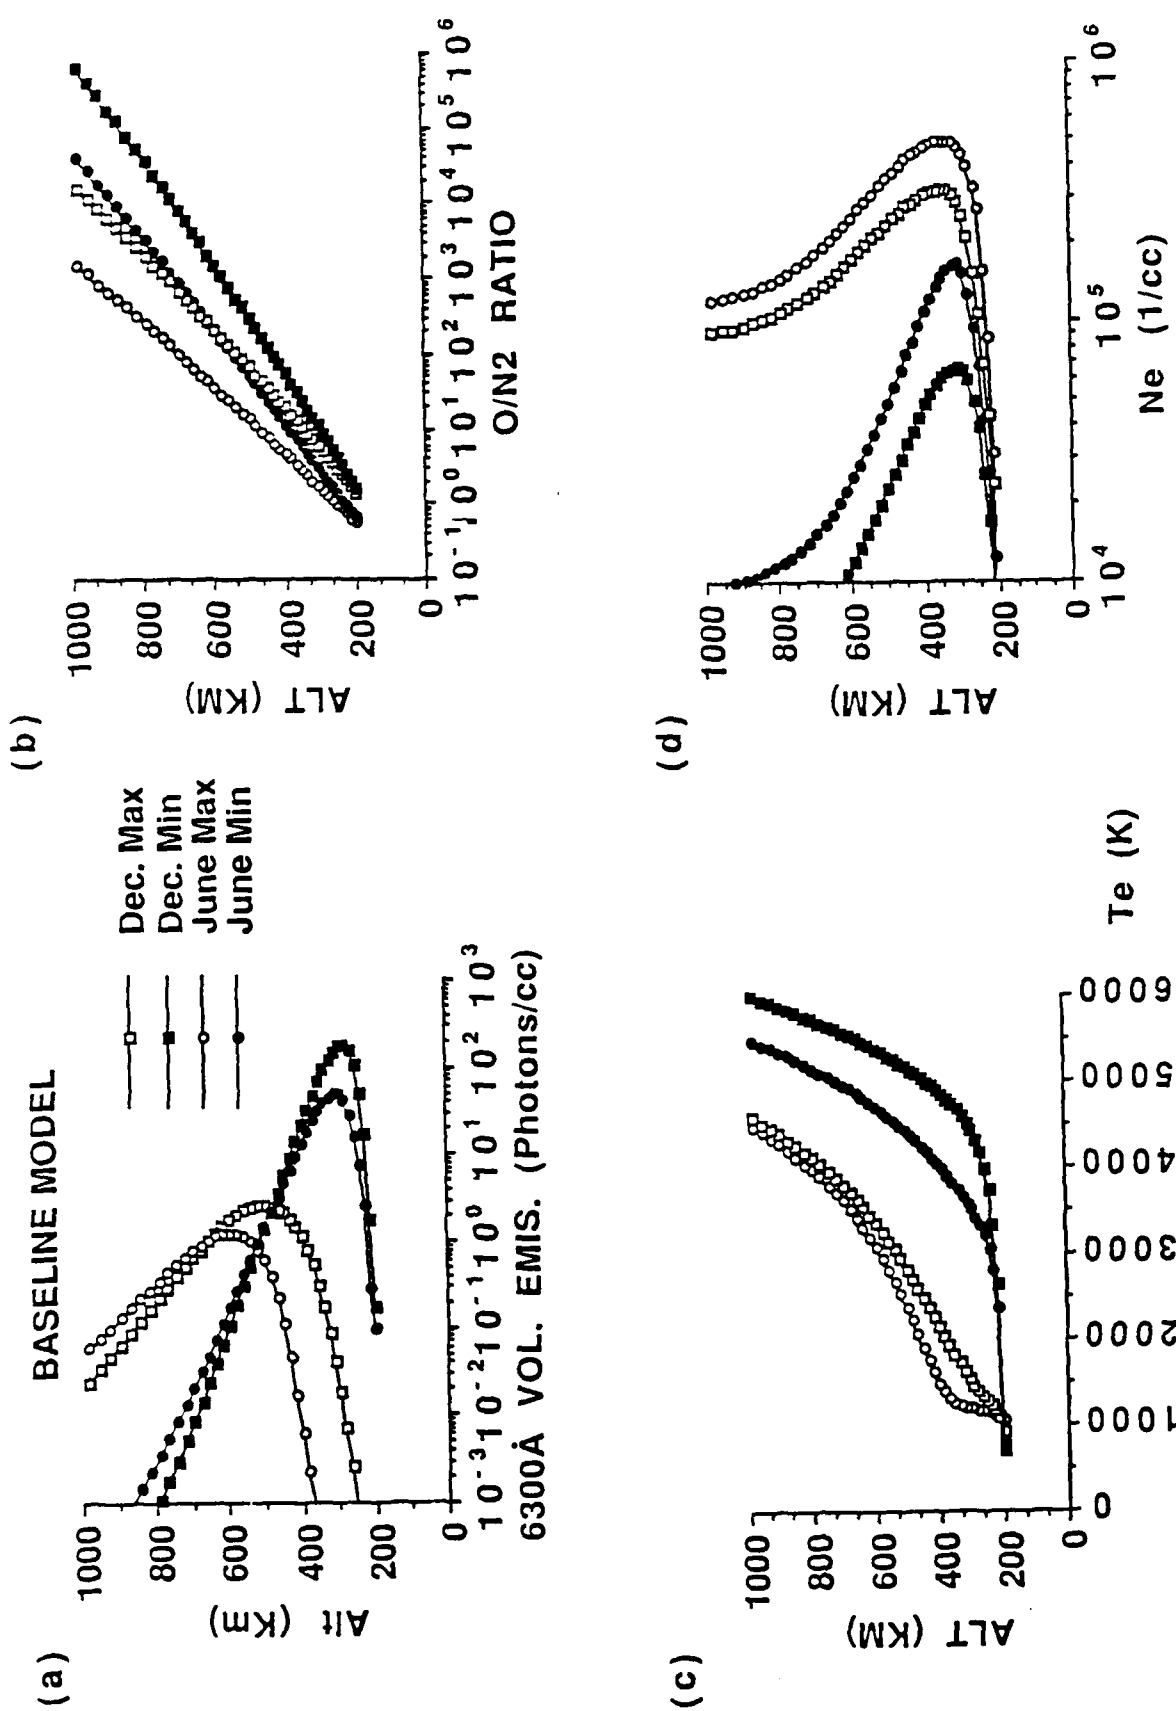 BASELINE MODEL
(a)
Alt (Km)
1000
800
600
400
200
0
10⁻³ 10⁻² 10⁻¹ 10⁰ 10¹ 10² 10³
6300Å VOL. EMIS. (Photons/cc)
Dec. Max
Dec. Min
June Max
June Min
(b)
ALT (KM)
1000
800
600
400
200
0
10⁻¹ 10⁰ 10¹ 10² 10³ 10⁴ 10⁵ 10⁶
O/N2 RATIO
(c)
ALT (KM)
1000
800
600
400
200
0
0 1000 2000 3000 4000 5000 6000
Te (K)
(d)
ALT (KM)
1000
800
600
400
200
0
10⁴ 10⁵ 10⁶
Ne (1/cc)